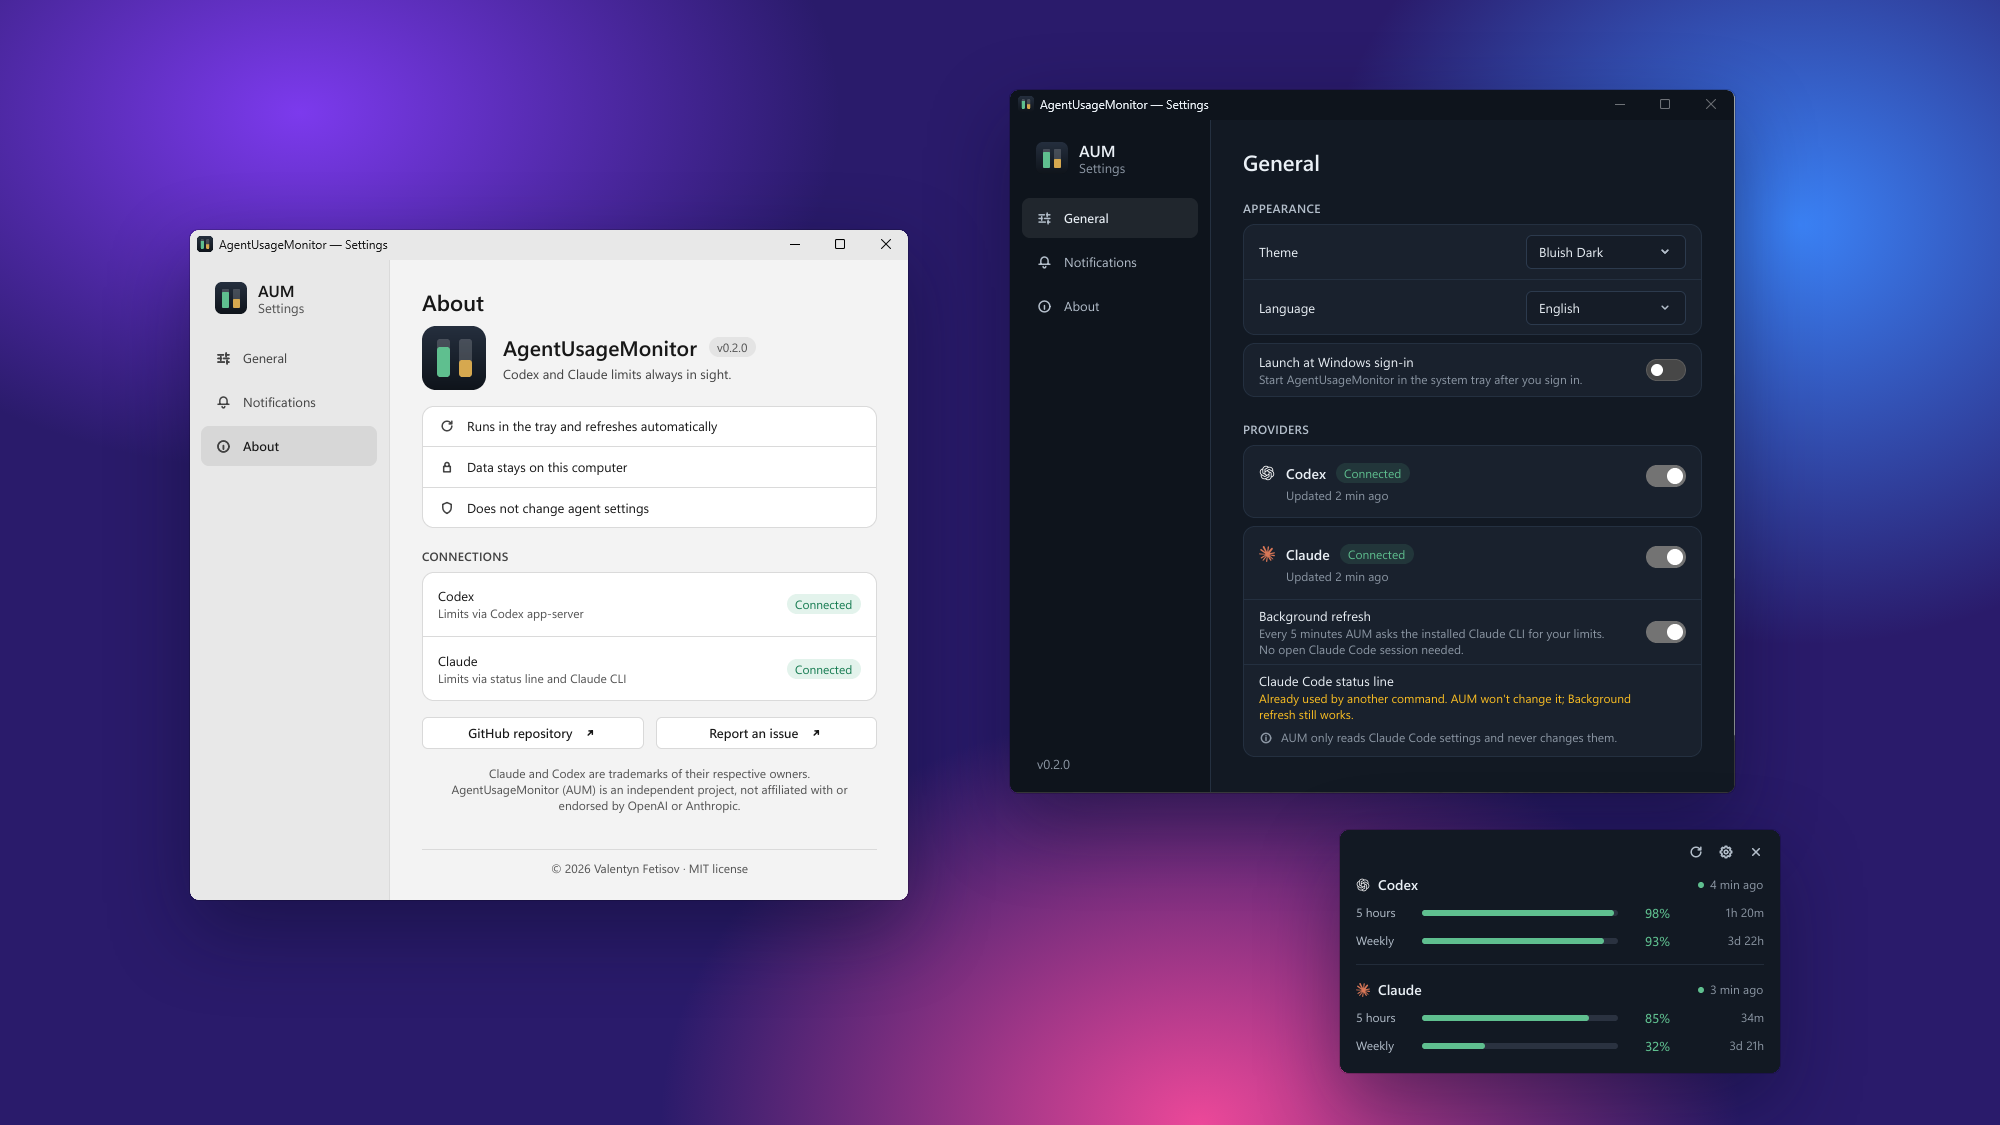 AgentUsageMonitor — Settings
AUM
Settings
General
Notifications
About
About
AgentUsageMonitor v0.2.0
Codex and Claude limits always in sight.
Runs in the tray and refreshes automatically
Data stays on this computer
Does not change agent settings
CONNECTIONS
Codex
Limits via Codex app-server
Connected
Claude
Limits via status line and Claude CLI
Connected
GitHub repository
Report an issue
Claude and Codex are trademarks of their respective owners.
AgentUsageMonitor (AUM) is an independent project, not affiliated with or
endorsed by OpenAI or Anthropic.
© 2026 Valentyn Fetisov · MIT license
AgentUsageMonitor — Settings
AUM
Settings
General
Notifications
About
v0.2.0
General
APPEARANCE
Theme
Bluish Dark
Language
English
Launch at Windows sign-in
Start AgentUsageMonitor in the system tray after you sign in.
PROVIDERS
Codex Connected
Updated 2 min ago
Claude Connected
Updated 2 min ago
Background refresh
Every 5 minutes AUM asks the installed Claude CLI for your limits.
No open Claude Code session needed.
Claude Code status line
Already used by another command. AUM won't change it; Background
refresh still works.
AUM only reads Claude Code settings and never changes them.
Codex 4 min ago
5 hours 98% 1h 20m
Weekly 93% 3d 22h
Claude 3 min ago
5 hours 85% 34m
Weekly 32% 3d 21h